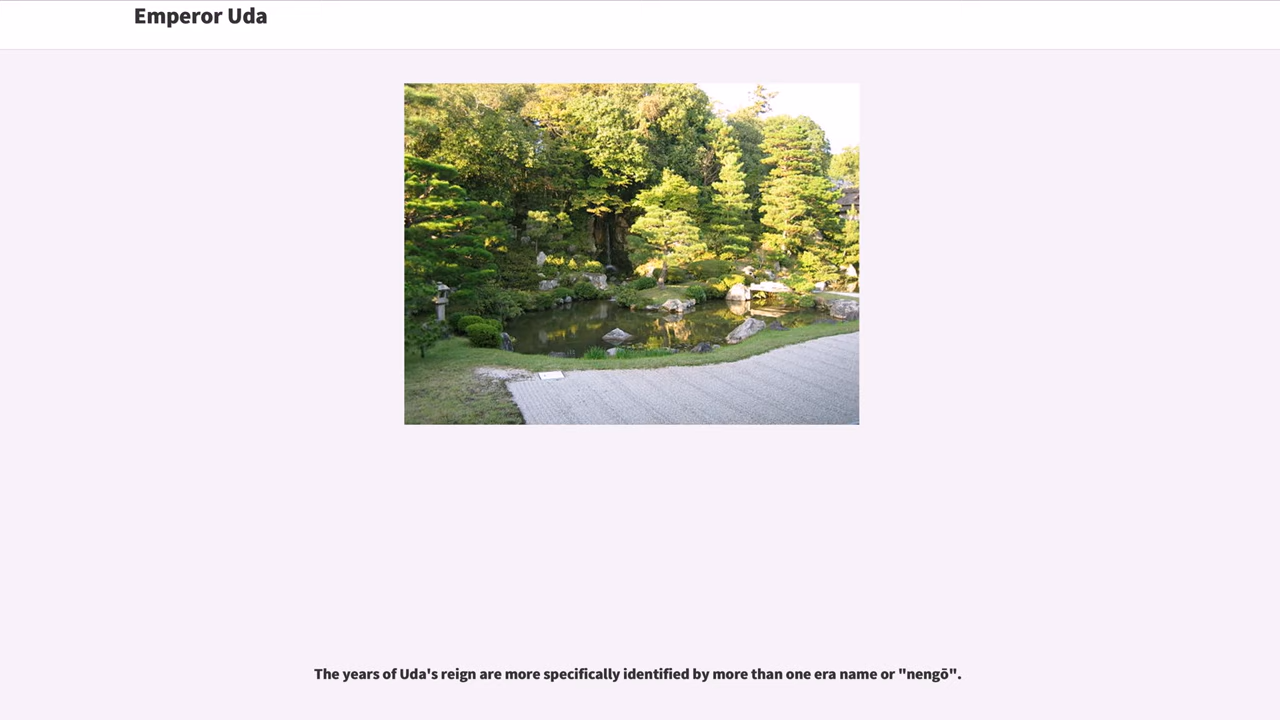 Emperor Uda
The years of Uda's reign are more specifically identified by more than one era name or "nengō".